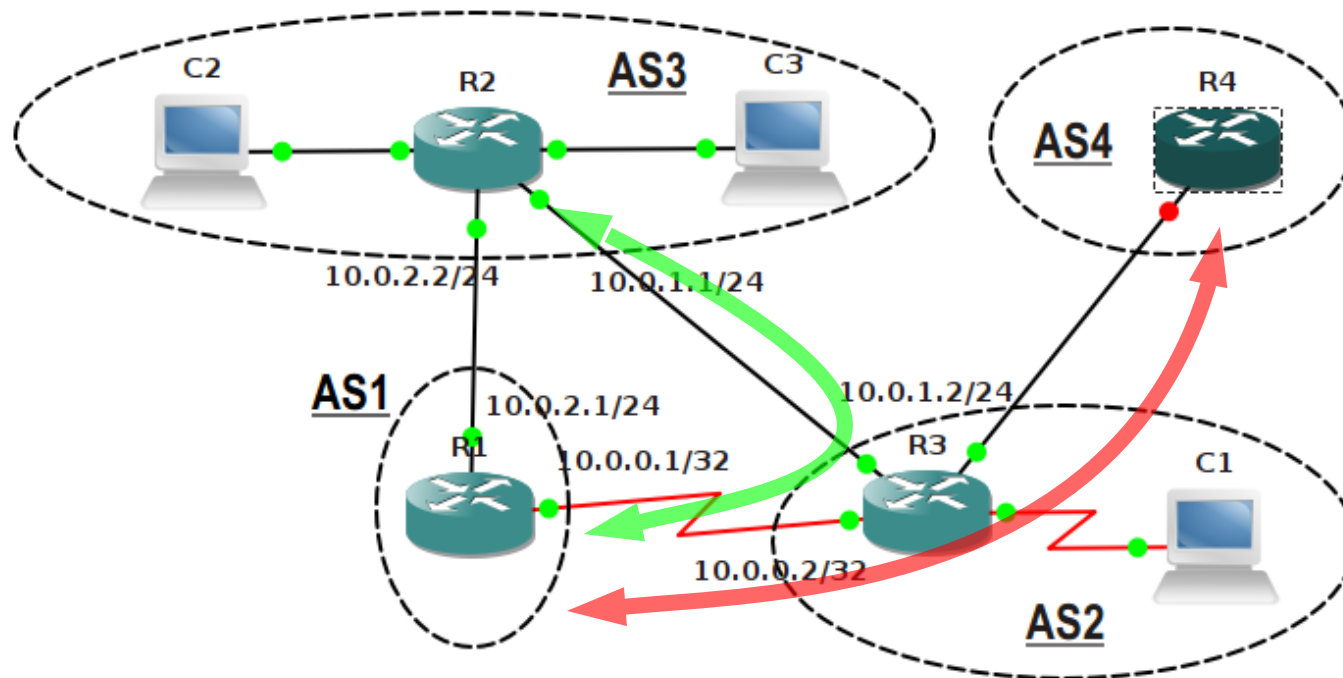 C2
R2
AS3
C3
R4
AS4
10.0.2.2/24
10.0.1.1/24
AS1
10.0.2.1/24
R1
10.0.0.1/32
10.0.1.2/24
R3
C1
10.0.0.2/32
AS2